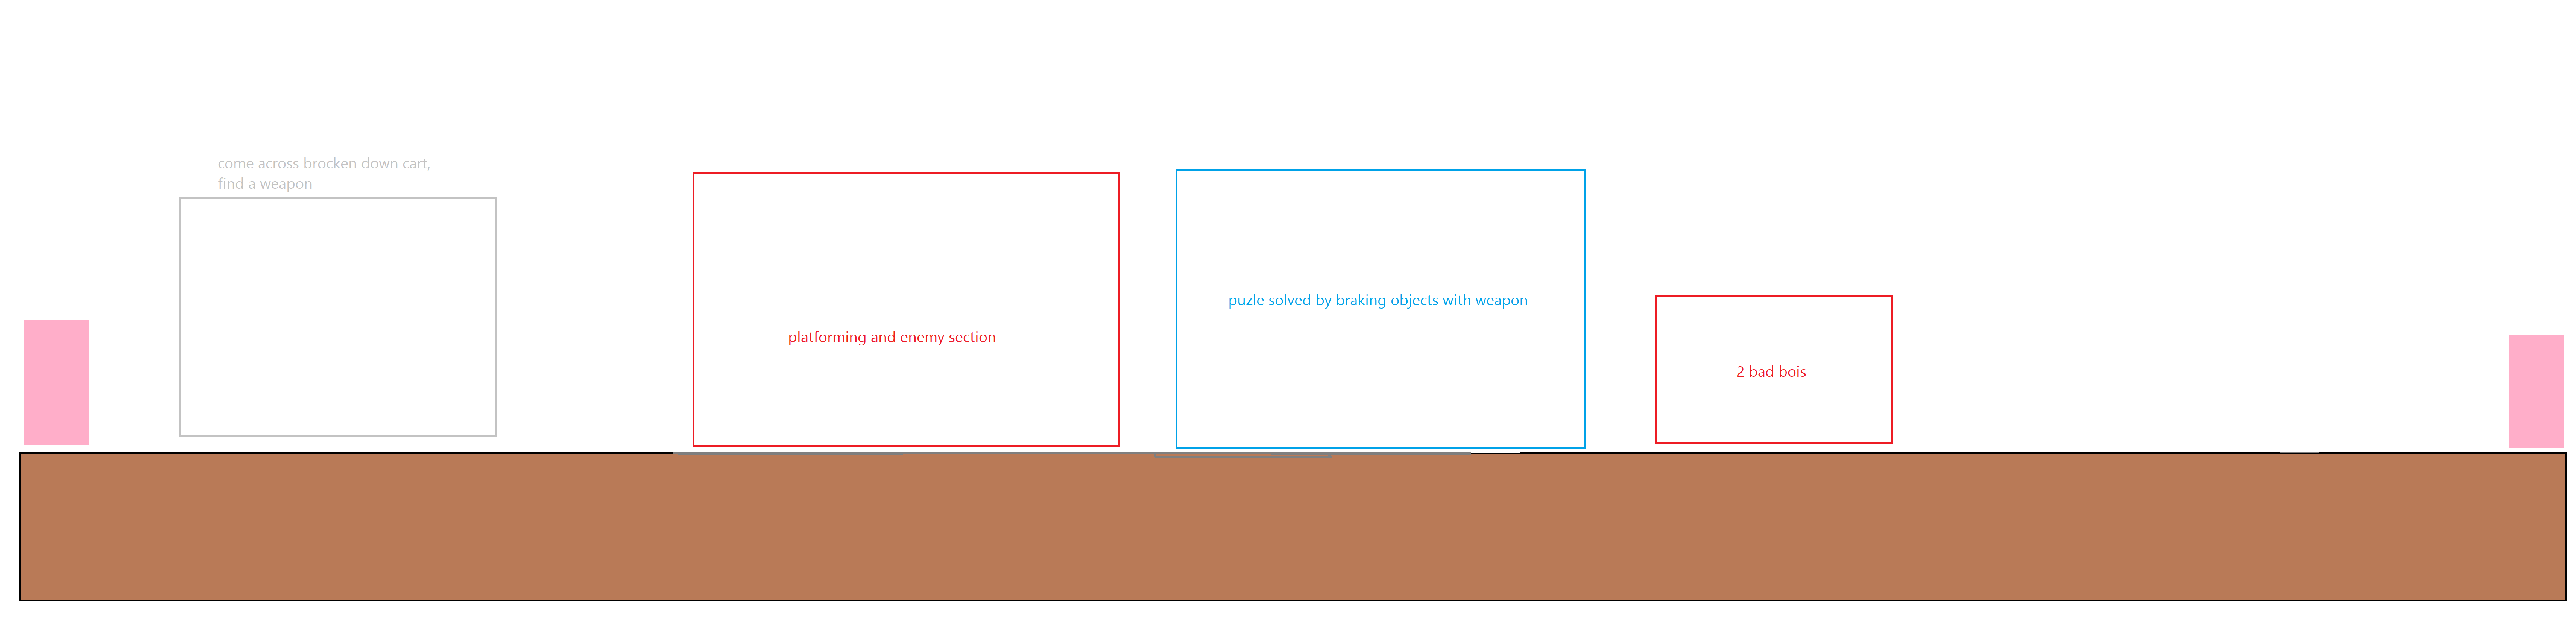 come across brocken down cart,
find a weapon
platforming and enemy section
puzle solved by braking objects with weapon
2 bad bois